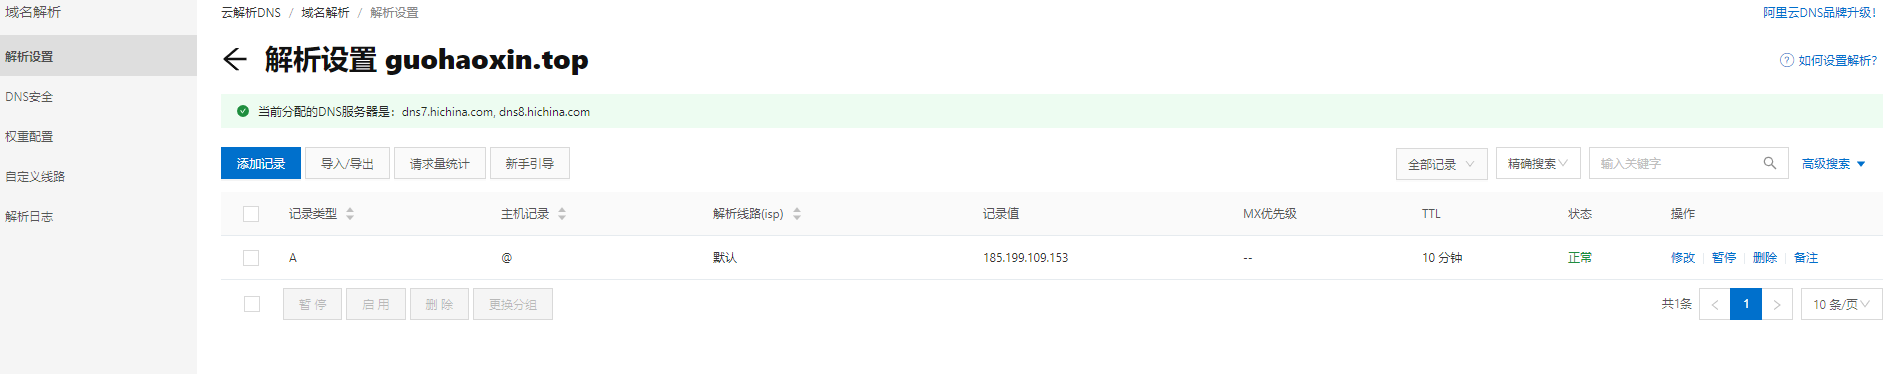 域名解析
解析设置
DNS安全
权重配置
自定义线路
解析日志
云解析DNS / 域名解析 / 解析设置
阿里云DNS品牌升级!
解析设置 guohaoxin.top
? 如何设置解析?
当前分配的DNS服务器是: dns7.hichina.com, dns8.hichina.com
添加记录 导入/导出 请求量统计 新手引导 全部记录 精确搜索 输入关键字 高级搜索
记录类型 主机记录 解析线路(isp) 记录值 MX优先级 TTL 状态 操作
A @ 默认 185.199.109.153 -- 10 分钟 正常 修改 暂停 删除 备注
暂 停 启 用 删 除 更换分组 共1条 < 1 > 10 条/页